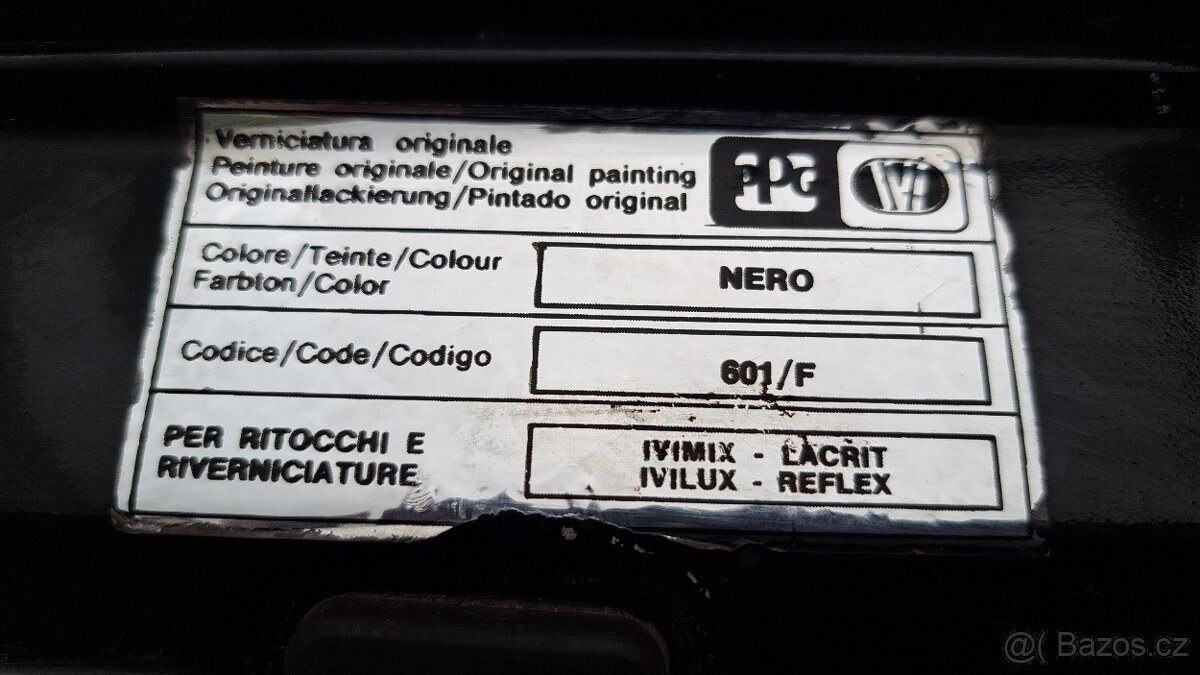 Verniciatura originale
Peinture originale/Original painting
Originallackierung/Pintado original
PPG IVI
Colore/Teinte/Colour
Farbton/Color
NERO
Codice/Code/Codigo
601/F
PER RITOCCHI E
RIVERNICIATURE
IVIMIX - LACRIT
IVILUX - REFLEX
@( Bazos.cz